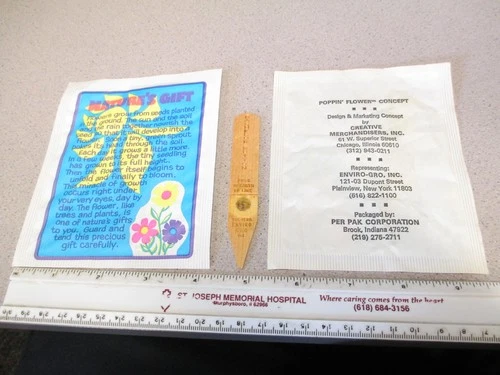 NATURE'S GIFT
Flowers grow from seeds planted
in the ground. The sun and the soil
and the rain together nourish the
seed so that it will develop into a
flower. First, a tiny, green sprout
pushes its head through the soil.
Each day it grows a little more.
In a few weeks, the tiny seedling
has grown to its full height.
Then the flower itself begins to
unfold and finally to bloom.
This miracle of growth
occurs right under
your very eyes, day by
day. The flower, like
trees and plants, is
one of nature's gifts
to you. Guard and
tend this precious
gift carefully.
POPPIN' FLOWER™ CONCEPT
Design & Marketing Concept
by
CREATIVE
MERCHANDISERS, INC.
61 W. Superior Street
Chicago, Illinois 60610
(312) 943-0211
Representing:
ENVIRO-GRO, INC.
121-03 Dupont Street
Plainview, New York 11803
(516) 822-1100
Packaged by:
PER PAK CORPORATION
Brook, Indiana 47922
(219) 275-2711
ST. JOSEPH MEMORIAL HOSPITAL
Murphysboro, IL 62966
Where caring comes from the heart
(618) 684-3156